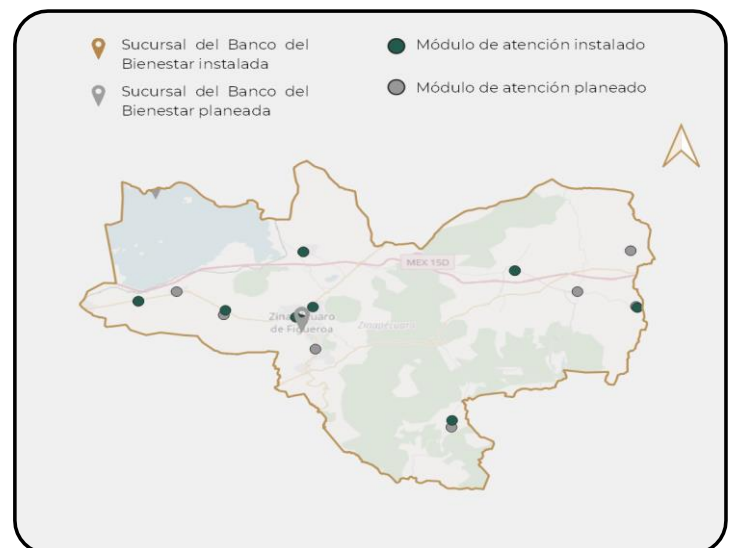 Sucursal del Banco del
Bienestar instalada
Sucursal del Banco del
Bienestar planeada
Módulo de atención instalado
Módulo de atención planeado
MEX 15D
de Figueroa
Zinapécuaro